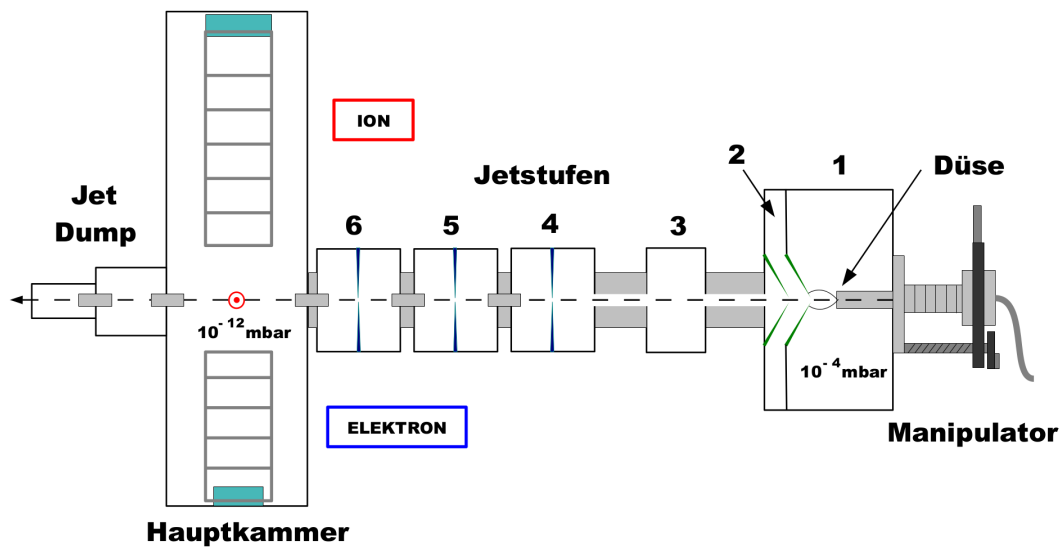 ION
Jet
Dump
Jetstufen
6
5
4
3
2
1
Düse
10⁻¹²mbar
10⁻⁴mbar
ELEKTRON
Manipulator
Hauptkammer